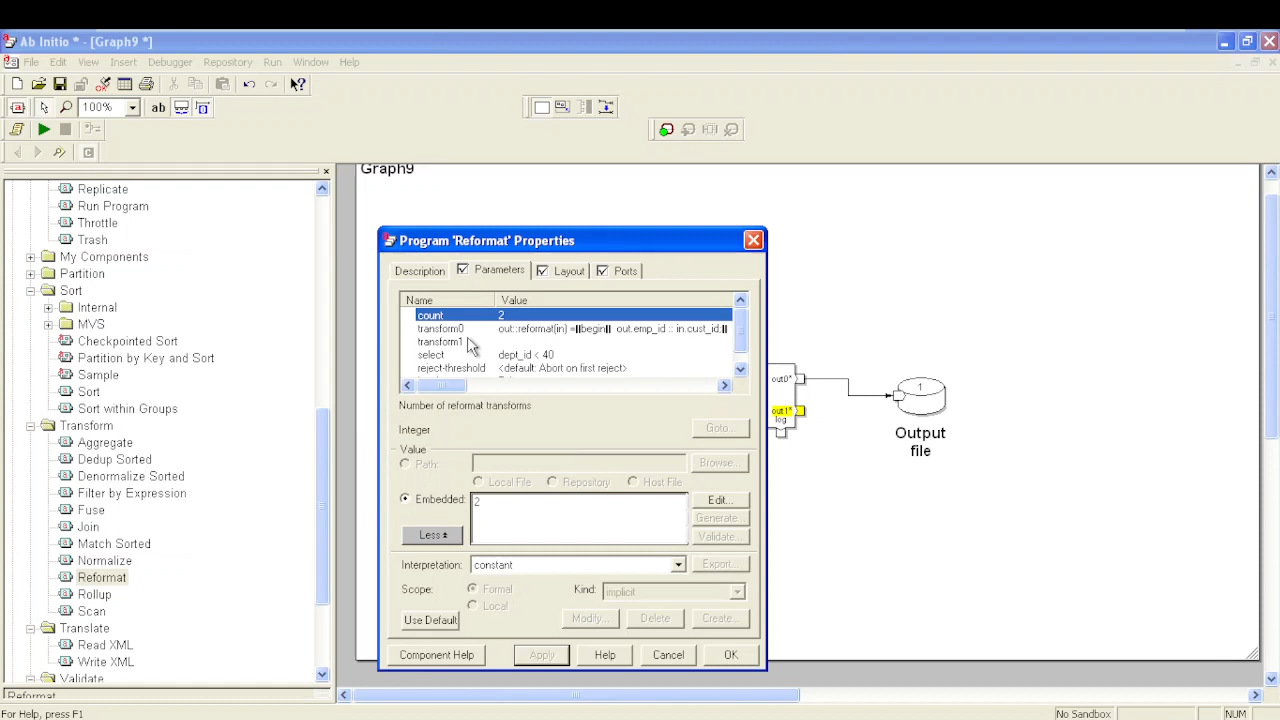 Ab Initio * - [Graph9 *]
File Edit View Insert Debugger Repository Run Window Help
100% ab
Replicate
Run Program
Throttle
Trash
My Components
Partition
Sort
Internal
MVS
Checkpointed Sort
Partition by Key and Sort
Sample
Sort
Sort within Groups
Transform
Aggregate
Dedup Sorted
Denormalize Sorted
Filter by Expression
Fuse
Join
Match Sorted
Normalize
Reformat
Rollup
Scan
Translate
Read XML
Write XML
Validate
Reformat
Graph9
Program 'Reformat' Properties
Description Parameters Layout Ports
Name Value
count 2
transform0 out::reformat(in) =||begin|| out.emp_id :: in.cust_id;||
transform1
select dept_id < 40
reject-threshold <default: Abort on first reject>
Number of reformat transforms
Integer Goto...
Value
Path: Browse...
Local File Repository Host File
Embedded: 2 Edit...
Generate...
Less Validate...
Interpretation: constant Export...
Scope: Formal Kind: implicit
Local
Use Default Modify... Delete Create...
Component Help Apply Help Cancel OK
out0*
out1*
log
1
Output
file
For Help, press F1 No Sandbox NUM